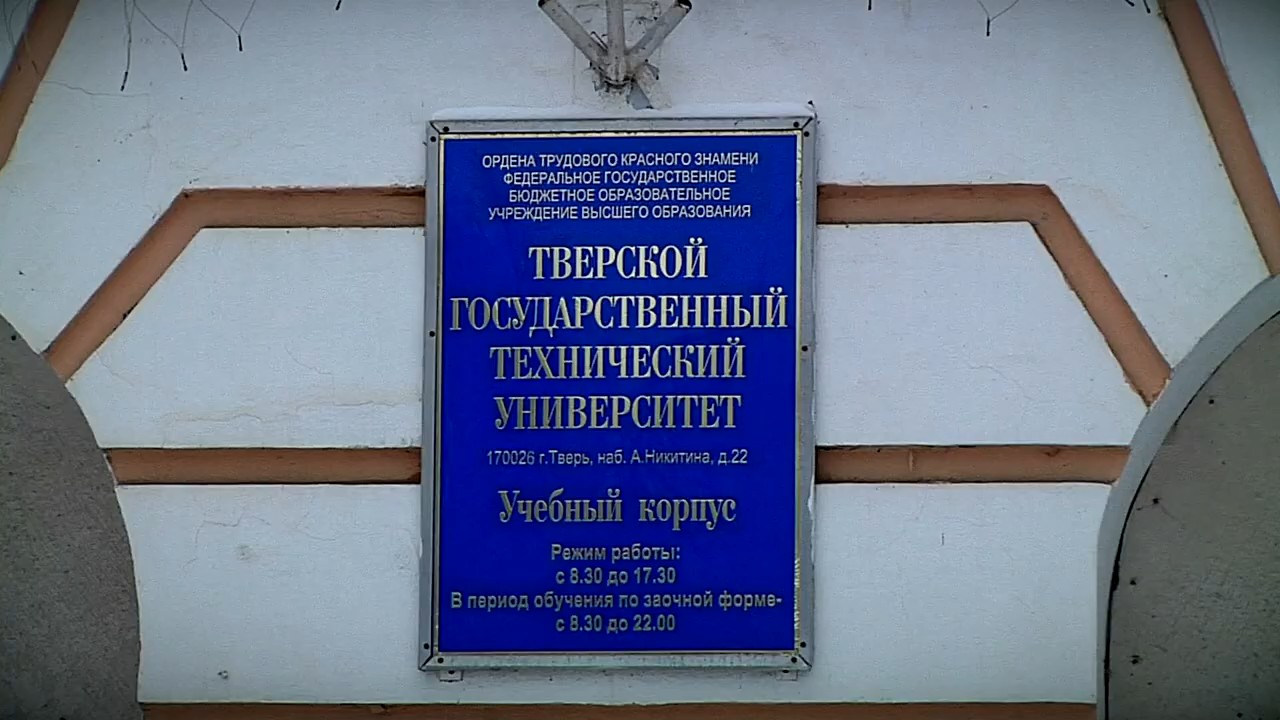 ОРДЕНА ТРУДОВОГО КРАСНОГО ЗНАМЕНИ
ФЕДЕРАЛЬНОЕ ГОСУДАРСТВЕННОЕ
БЮДЖЕТНОЕ ОБРАЗОВАТЕЛЬНОЕ
УЧРЕЖДЕНИЕ ВЫСШЕГО ОБРАЗОВАНИЯ
ТВЕРСКОЙ
ГОСУДАРСТВЕННЫЙ
ТЕХНИЧЕСКИЙ
УНИВЕРСИТЕТ
170026 г.Тверь, наб. А.Никитина, д.22
Учебный корпус
Режим работы:
с 8.30 до 17.30
В период обучения по заочной форме-
с 8.30 до 22.00